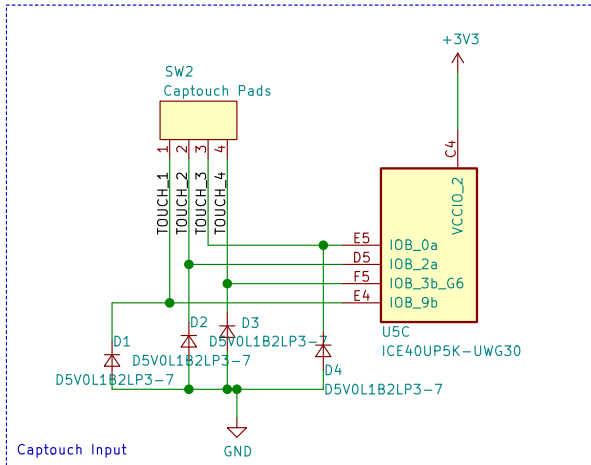 +3V3
SW2
Captouch Pads
1
2
3
4
C4
TOUCH_1
TOUCH_2
TOUCH_3
TOUCH_4
VCCIO_2
E5
IOB_0a
D5
IOB_2a
F5
IOB_3b_G6
E4
IOB_9b
D2
D3
U5C
D1
D5V0L1B2LP3-7
ICE40UP5K-UWG30
D5V0L1B2LP3-7
D4
D5V0L1B2LP3-7
D5V0L1B2LP3-7
Captouch Input
GND